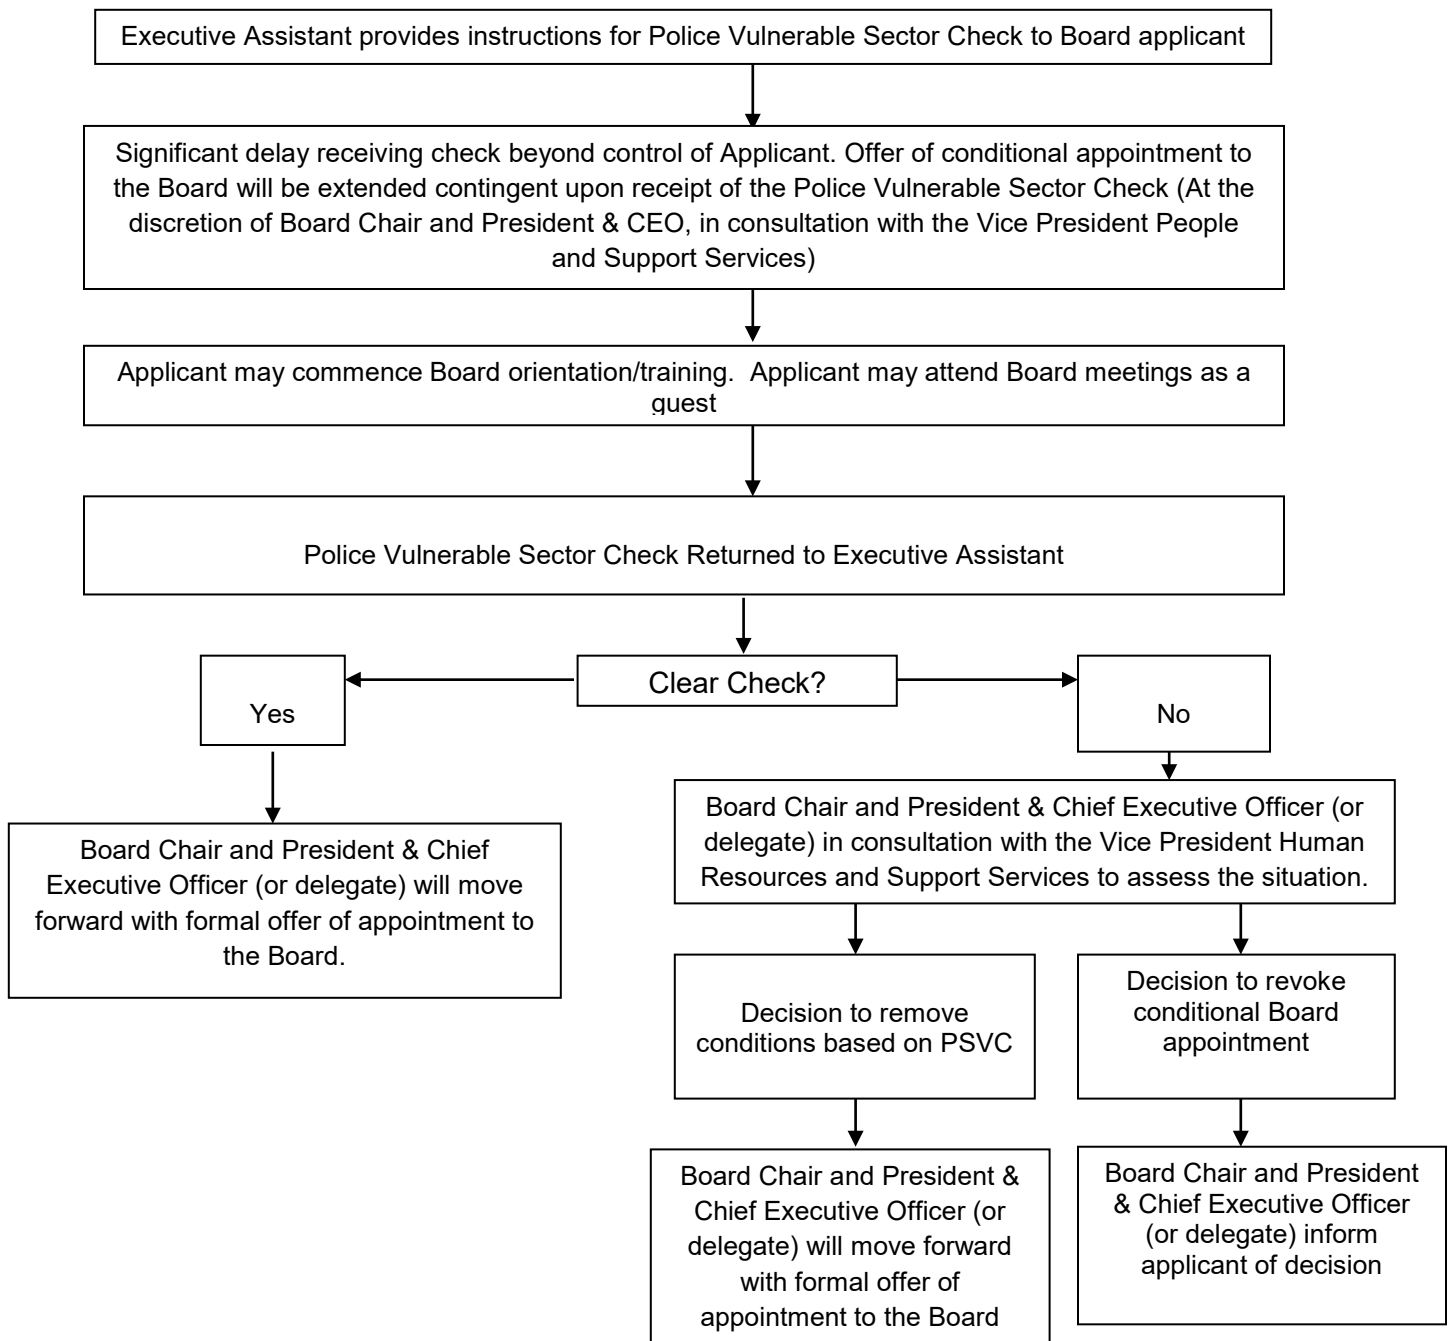 Executive Assistant provides instructions for Police Vulnerable Sector Check to Board applicant
Significant delay receiving check beyond control of Applicant. Offer of conditional appointment to
the Board will be extended contingent upon receipt of the Police Vulnerable Sector Check (At the
discretion of Board Chair and President & CEO, in consultation with the Vice President People
and Support Services)
Applicant may commence Board orientation/training.  Applicant may attend Board meetings as a
guest
Police Vulnerable Sector Check Returned to Executive Assistant
Clear Check?
Yes
No
Board Chair and President & Chief
Executive Officer (or delegate) will move
forward with formal offer of appointment to
the Board.
Board Chair and President & Chief Executive Officer (or
delegate) in consultation with the Vice President Human
Resources and Support Services to assess the situation.
Decision to remove
conditions based on PSVC
Decision to revoke
conditional Board
appointment
Board Chair and President &
Chief Executive Officer (or
delegate) will move forward
with formal offer of
appointment to the Board
Board Chair and President
& Chief Executive Officer
(or delegate) inform
applicant of decision